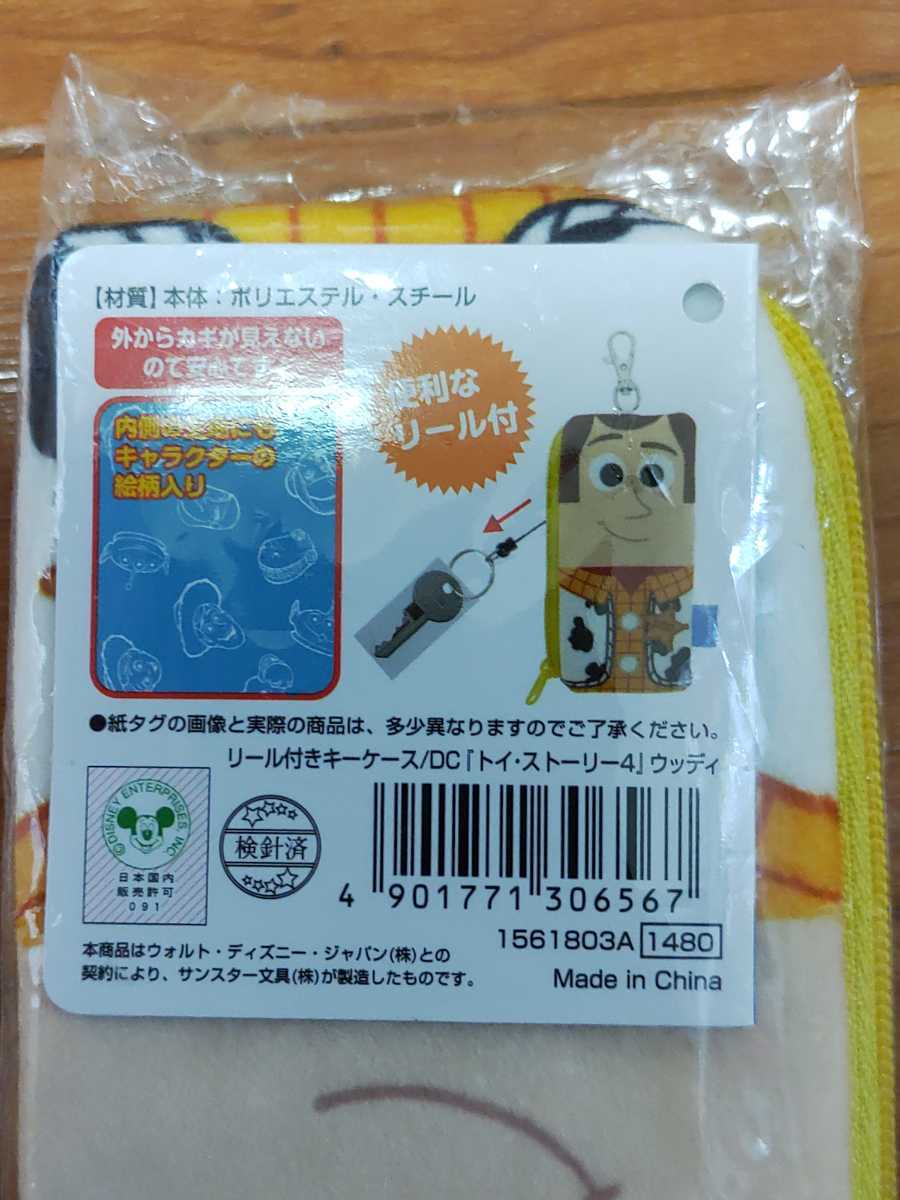 【材質】本体：ポリエステル・スチール
外からカギが見えない
ので安心です
便利な
リール付
内側の
にも
キャラクターの
絵柄入り
●紙タグの画像と実際の商品は、多少異なりますのでご了承ください。
リール付きキーケース/DC『トイ・ストーリー4』ウッディ
©DISNEY ENTERPRISES, INC
日本国内
販売許可
091
検針済
4 901771 306567
1561803A 1480
本商品はウォルト・ディズニー・ジャパン(株)との
契約により、サンスター文具(株)が製造したものです。
Made in China